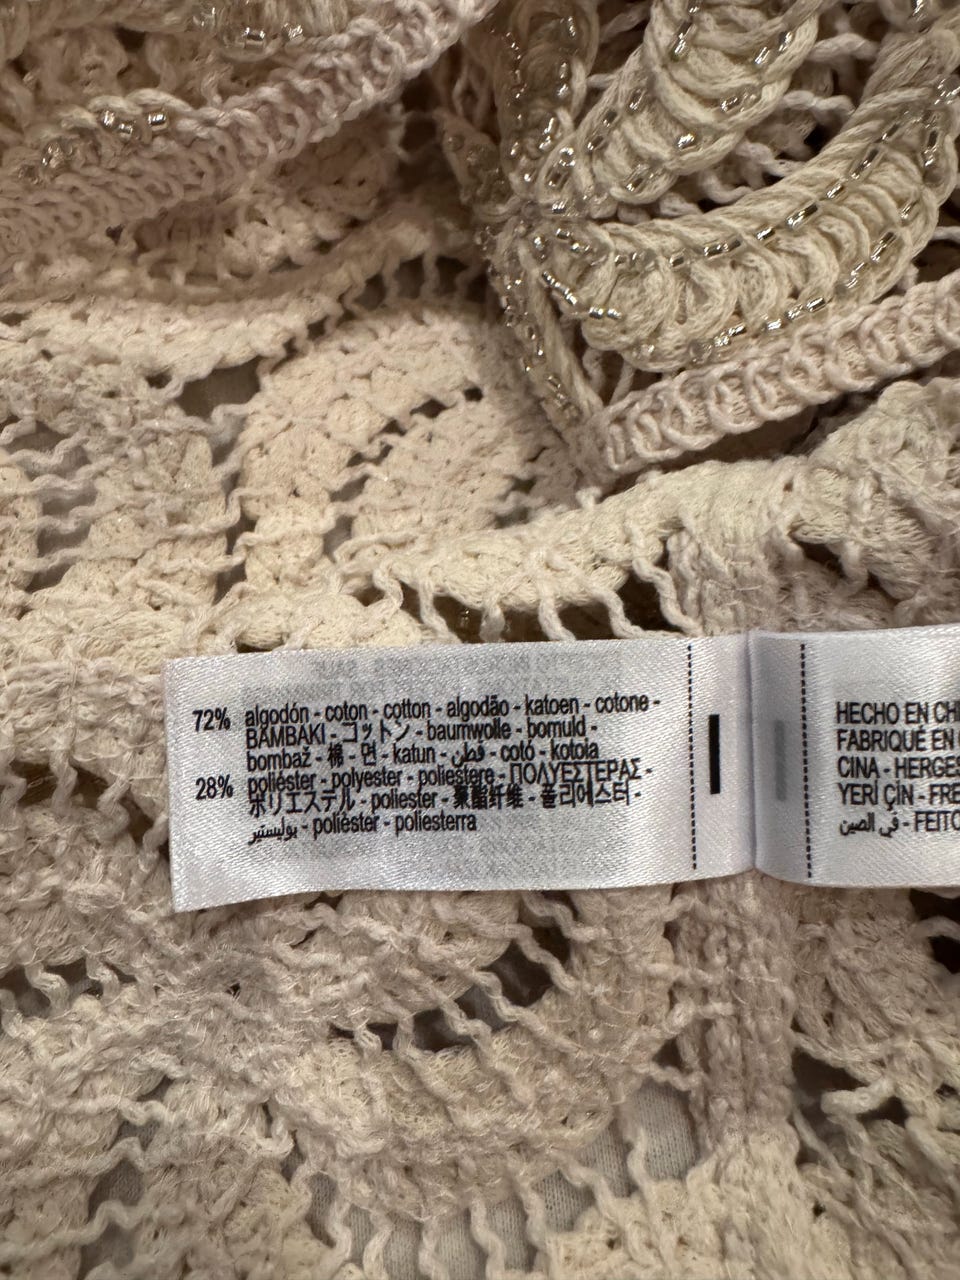 72% algodón - coton - cotton - algodão - katoen - cotone -
BAMBAKI - コットン - baumwolle - bomuld -
bombaž - 棉 - 면 - katun - قطن - cotó - kotoia
28% poliéster - polyester - poliestere - ΠΟΛΥΕΣΤΕΡΑΣ -
ポリエステル - poliester - 聚酯纤维 - 폴리에스터 -
بوليستير - polièster - poliesterra
HECHO EN CHI
FABRIQUÉ EN
CINA - HERGES
YERİ ÇİN - FRE
في الصين - FEITO